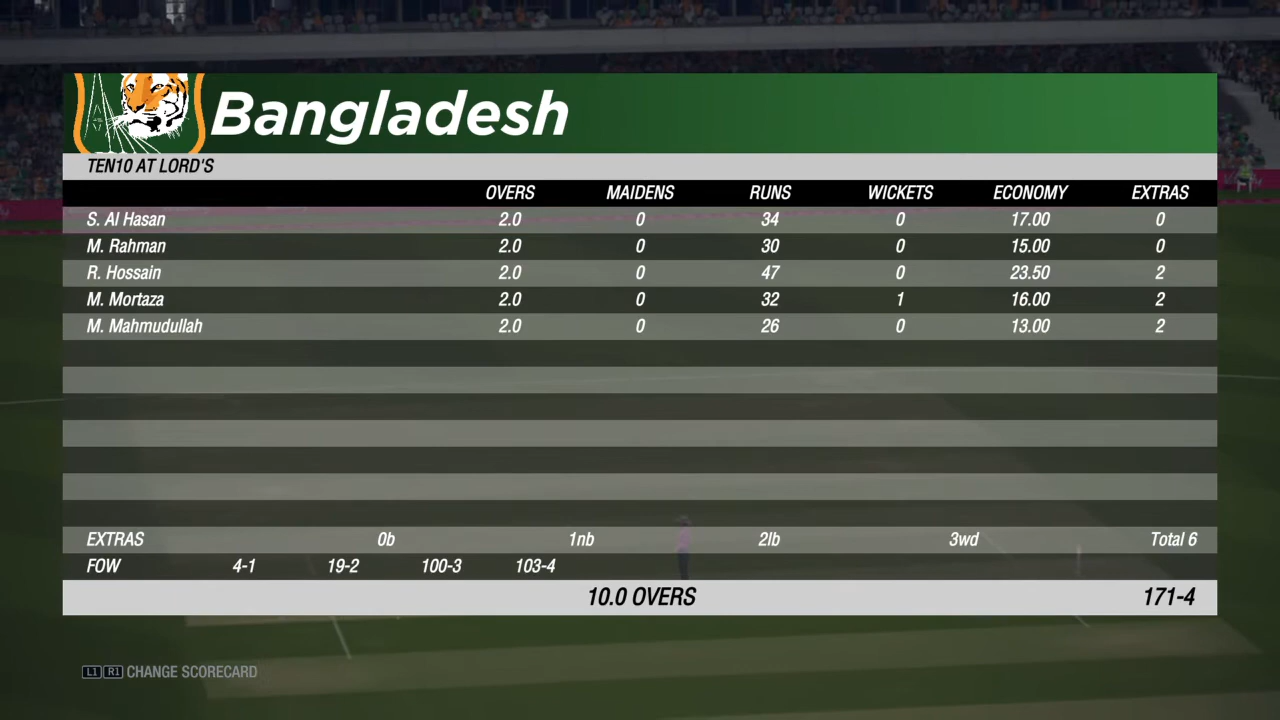 Bangladesh
TEN10 AT LORD'S
OVERS MAIDENS RUNS WICKETS ECONOMY EXTRAS
S. Al Hasan 2.0 0 34 0 17.00 0
M. Rahman 2.0 0 30 0 15.00 0
R. Hossain 2.0 0 47 0 23.50 2
M. Mortaza 2.0 0 32 1 16.00 2
M. Mahmudullah 2.0 0 26 0 13.00 2
EXTRAS 0b 1nb 2lb 3wd Total 6
FOW 4-1 19-2 100-3 103-4
10.0 OVERS 171-4
L1 R1 CHANGE SCORECARD